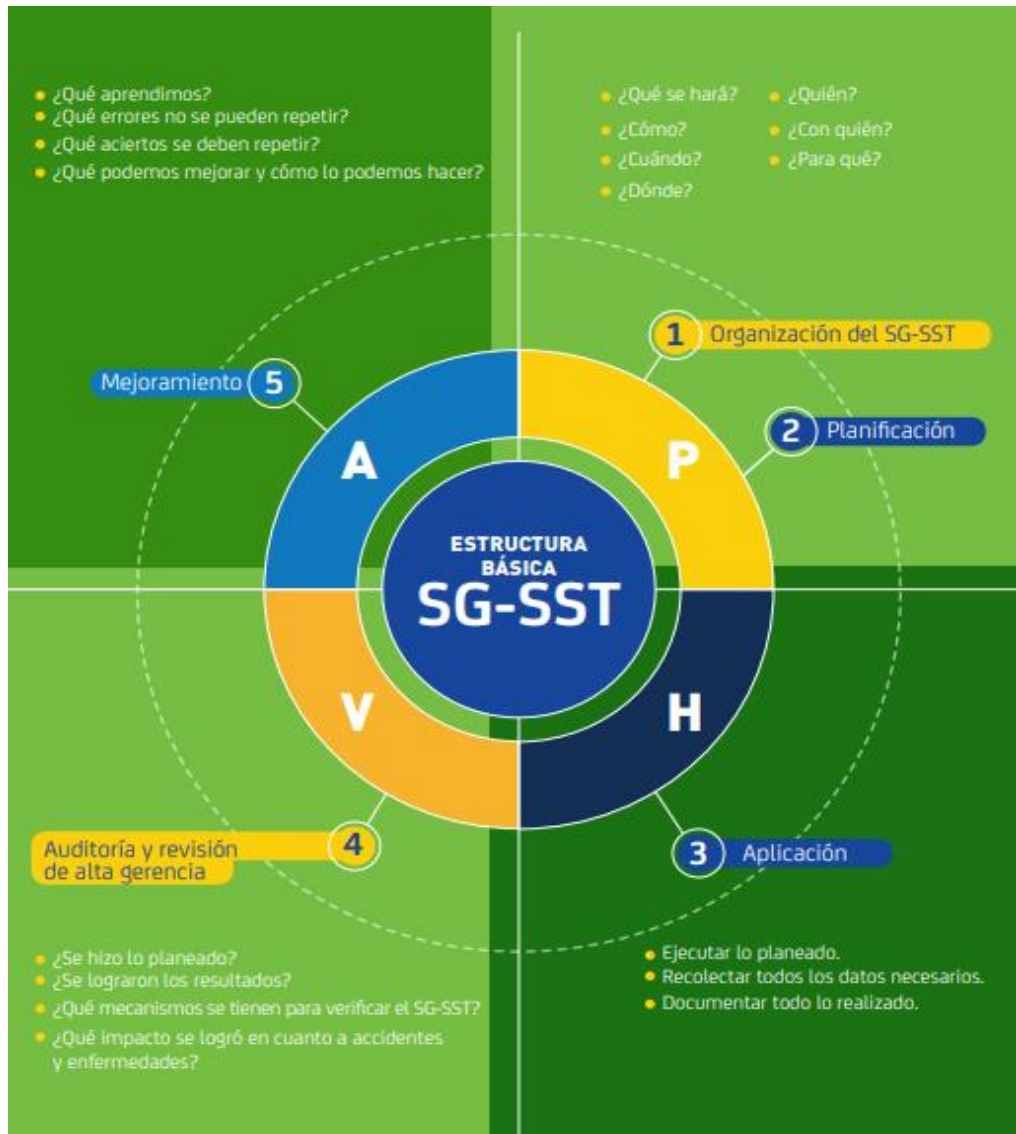 ¿Qué aprendimos?
¿Qué errores no se pueden repetir?
¿Qué aciertos se deben repetir?
¿Qué podemos mejorar y cómo lo podemos hacer?
¿Qué se hará?
¿Cómo?
¿Cuándo?
¿Dónde?
¿Quién?
¿Con quién?
¿Para qué?
1 Organización del SG-SST
2 Planificación
Mejoramiento 5
A
P
ESTRUCTURA
BÁSICA
SG-SST
V
H
Auditoría y revisión
de alta gerencia
4
3 Aplicación
¿Se hizo lo planeado?
¿Se lograron los resultados?
¿Qué mecanismos se tienen para verificar el SG-SST?
¿Qué impacto se logró en cuanto a accidentes
y enfermedades?
Ejecutar lo planeado.
Recolectar todos los datos necesarios.
Documentar todo lo realizado.